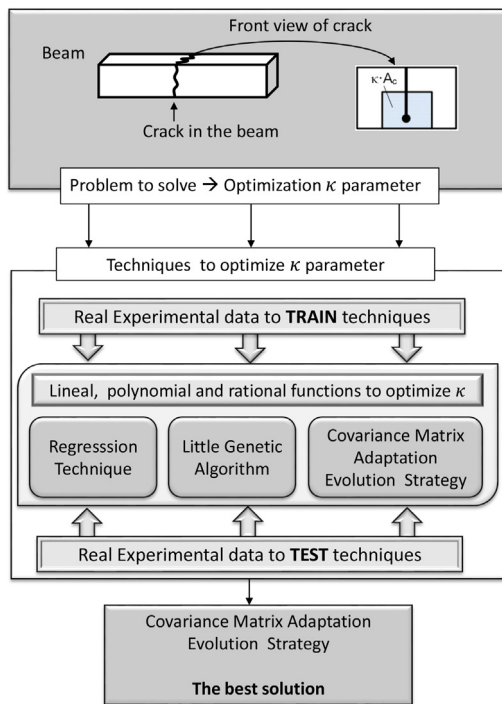 Front view of crack
Beam
κ·Ac
Crack in the beam
Problem to solve → Optimization κ parameter
Techniques to optimize κ parameter
Real Experimental data to TRAIN techniques
Lineal, polynomial and rational functions to optimize κ
Regresssion
Technique
Little Genetic
Algorithm
Covariance Matrix
Adaptation
Evolution Strategy
Real Experimental data to TEST techniques
Covariance Matrix Adaptation
Evolution Strategy
The best solution